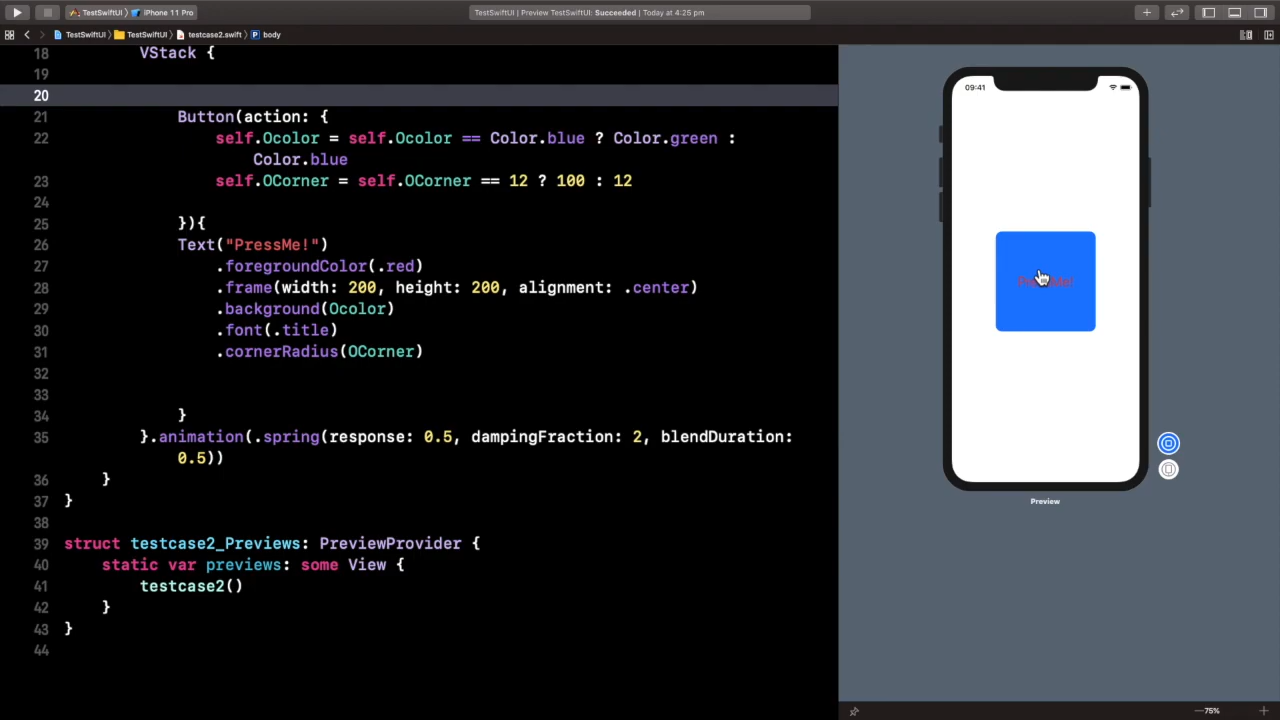 TestSwiftUI iPhone 11 Pro
TestSwiftUI | Preview TestSwiftUI: Succeeded | Today at 4:25 pm
TestSwiftUI TestSwiftUI testcase2.swift P body
18 VStack {
19
20
21 Button(action: {
22 self.Ocolor = self.Ocolor == Color.blue ? Color.green :
Color.blue
23 self.OCorner = self.OCorner == 12 ? 100 : 12
24
25 }){
26 Text("PressMe!")
27 .foregroundColor(.red)
28 .frame(width: 200, height: 200, alignment: .center)
29 .background(Ocolor)
30 .font(.title)
31 .cornerRadius(OCorner)
32
33
34 }
35 }.animation(.spring(response: 0.5, dampingFraction: 2, blendDuration:
0.5))
36 }
37 }
38
39 struct testcase2_Previews: PreviewProvider {
40 static var previews: some View {
41 testcase2()
42 }
43 }
44
09:41
Preview
75%